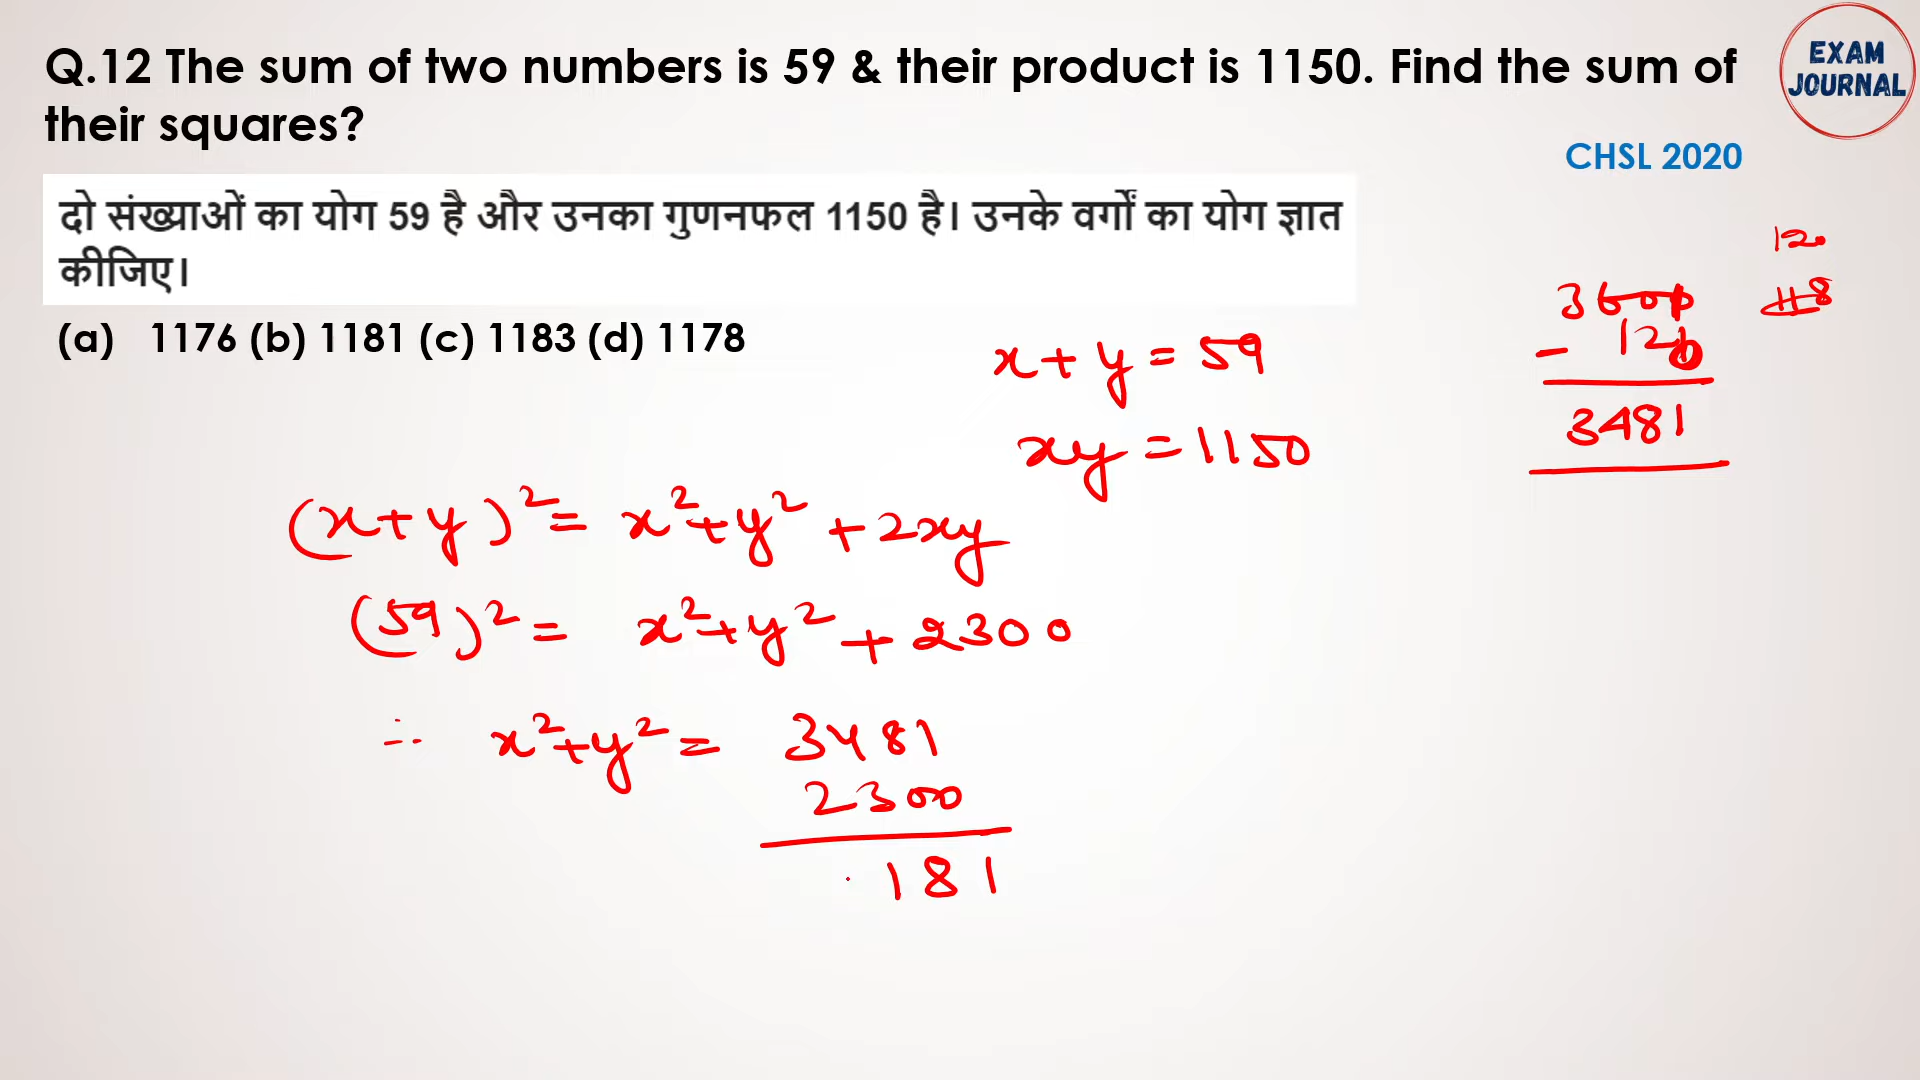 Q.12 The sum of two numbers is 59 & their product is 1150. Find the sum of
their squares?
EXAM
JOURNAL
CHSL 2020
दो संख्याओं का योग 59 है और उनका गुणनफल 1150 है। उनके वर्गों का योग ज्ञात
कीजिए।
(a) 1176 (b) 1181 (c) 1183 (d) 1178
x + y = 59
xy = 1150
120
118
3481
(x+y)² = x²+y² + 2xy
(59)² = x²+y² + 2300
∴ x²+y² = 3481
2300
181